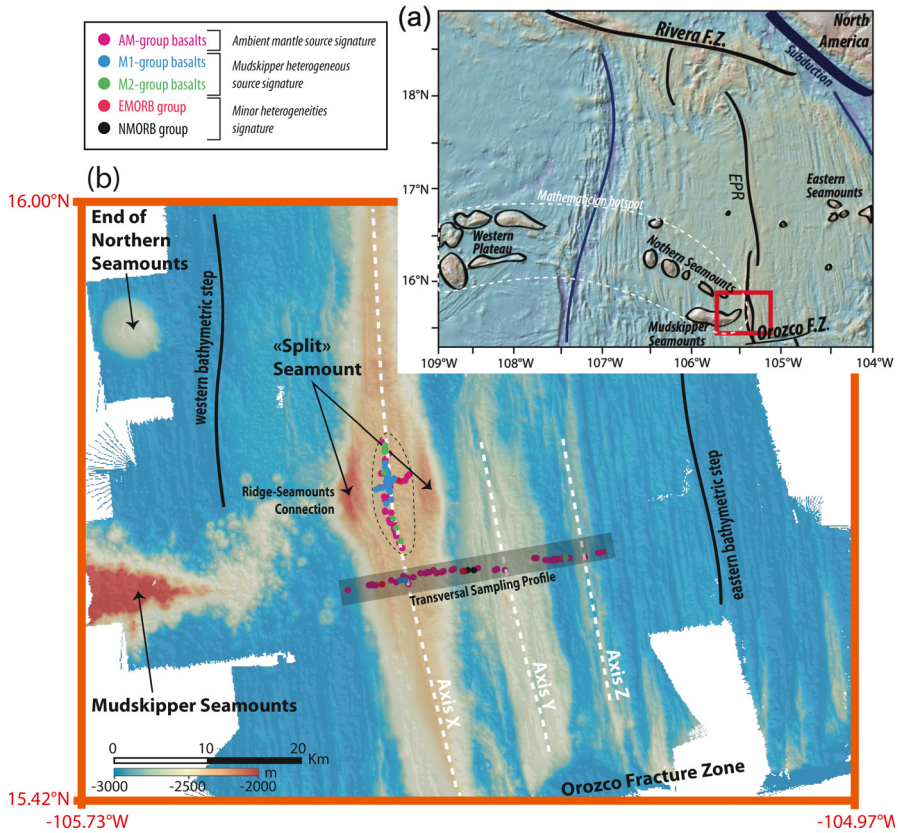 AM-group basalts
Ambient mantle source signature
M1-group basalts
Mudskipper heterogeneous
source signature
M2-group basalts
EMORB group
Minor heterogeneities
signature
NMORB group
(a)
North
America
Rivera F.Z.
Subduction
18°N
17°N
16°N
EPR
Eastern
Seamounts
Mathematician hotspot
Western
Plateau
Nothern Seamounts
Mudskipper
Seamounts
Orozco F.Z.
109°W
108°W
107°W
106°W
105°W
104°W
(b)
16.00°N
End of
Northern
Seamounts
western bathymetric step
«Split»
Seamount
Ridge-Seamounts
Connection
eastern bathymetric step
Transversal Sampling Profile
Axis X
Axis Y
Axis Z
Mudskipper Seamounts
0 10 20
Km
m
-3000 -2500 -2000
Orozco Fracture Zone
15.42°N
-105.73°W
-104.97°W